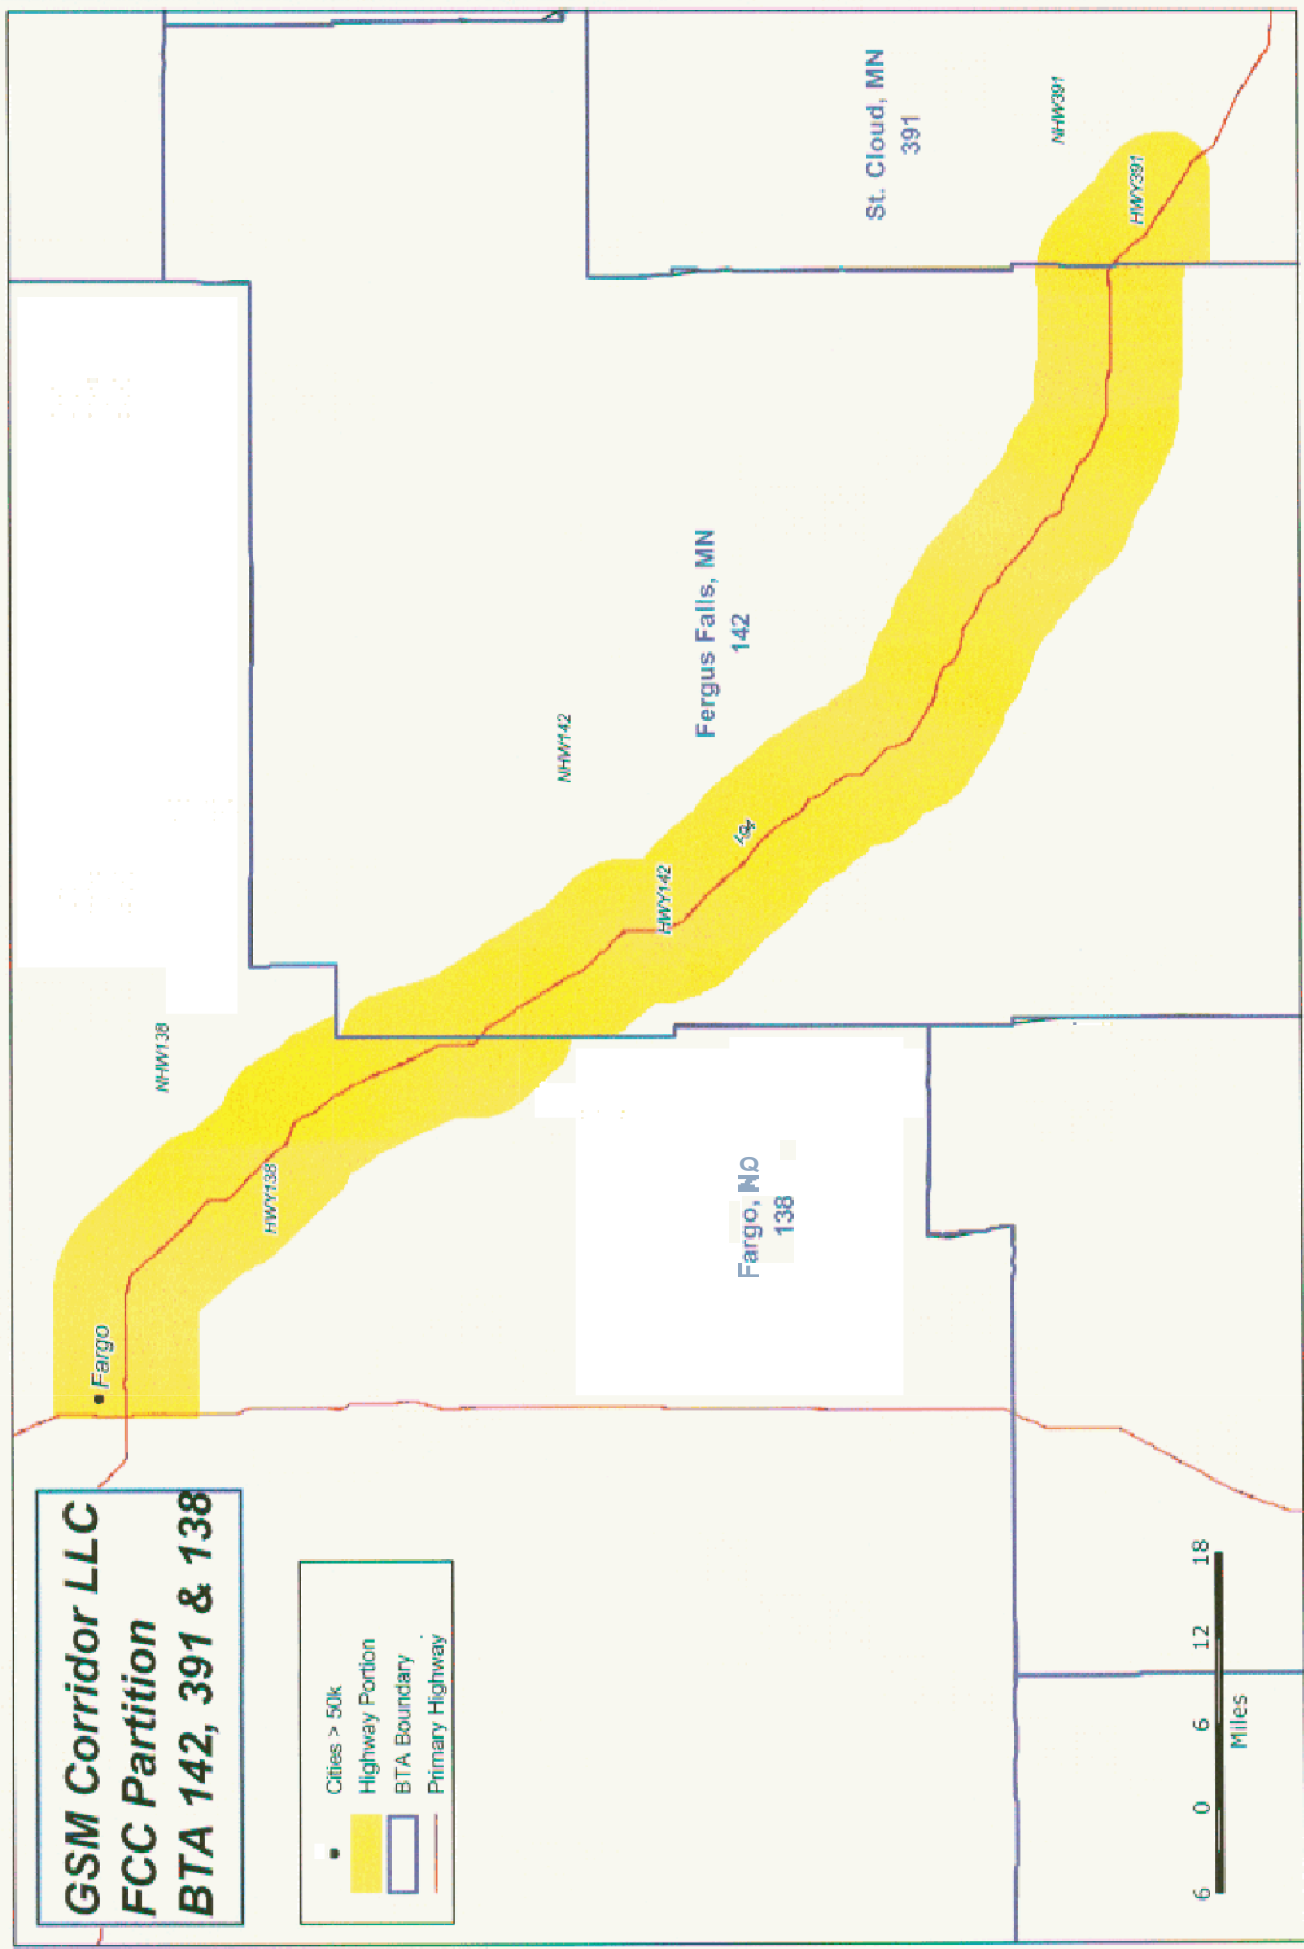 GSM Corridor LLC
FCC Partition
BTA 142, 391 & 138
Cities > 50k
Highway Portion
BTA Boundary
Primary Highway
Fargo
HWY138
NHW138
Fargo, ND
138
HWY142
NHW142
Fergus Falls, MN
142
St. Cloud, MN
391
NHW391
HWY391
6 0 6 12 18
Miles